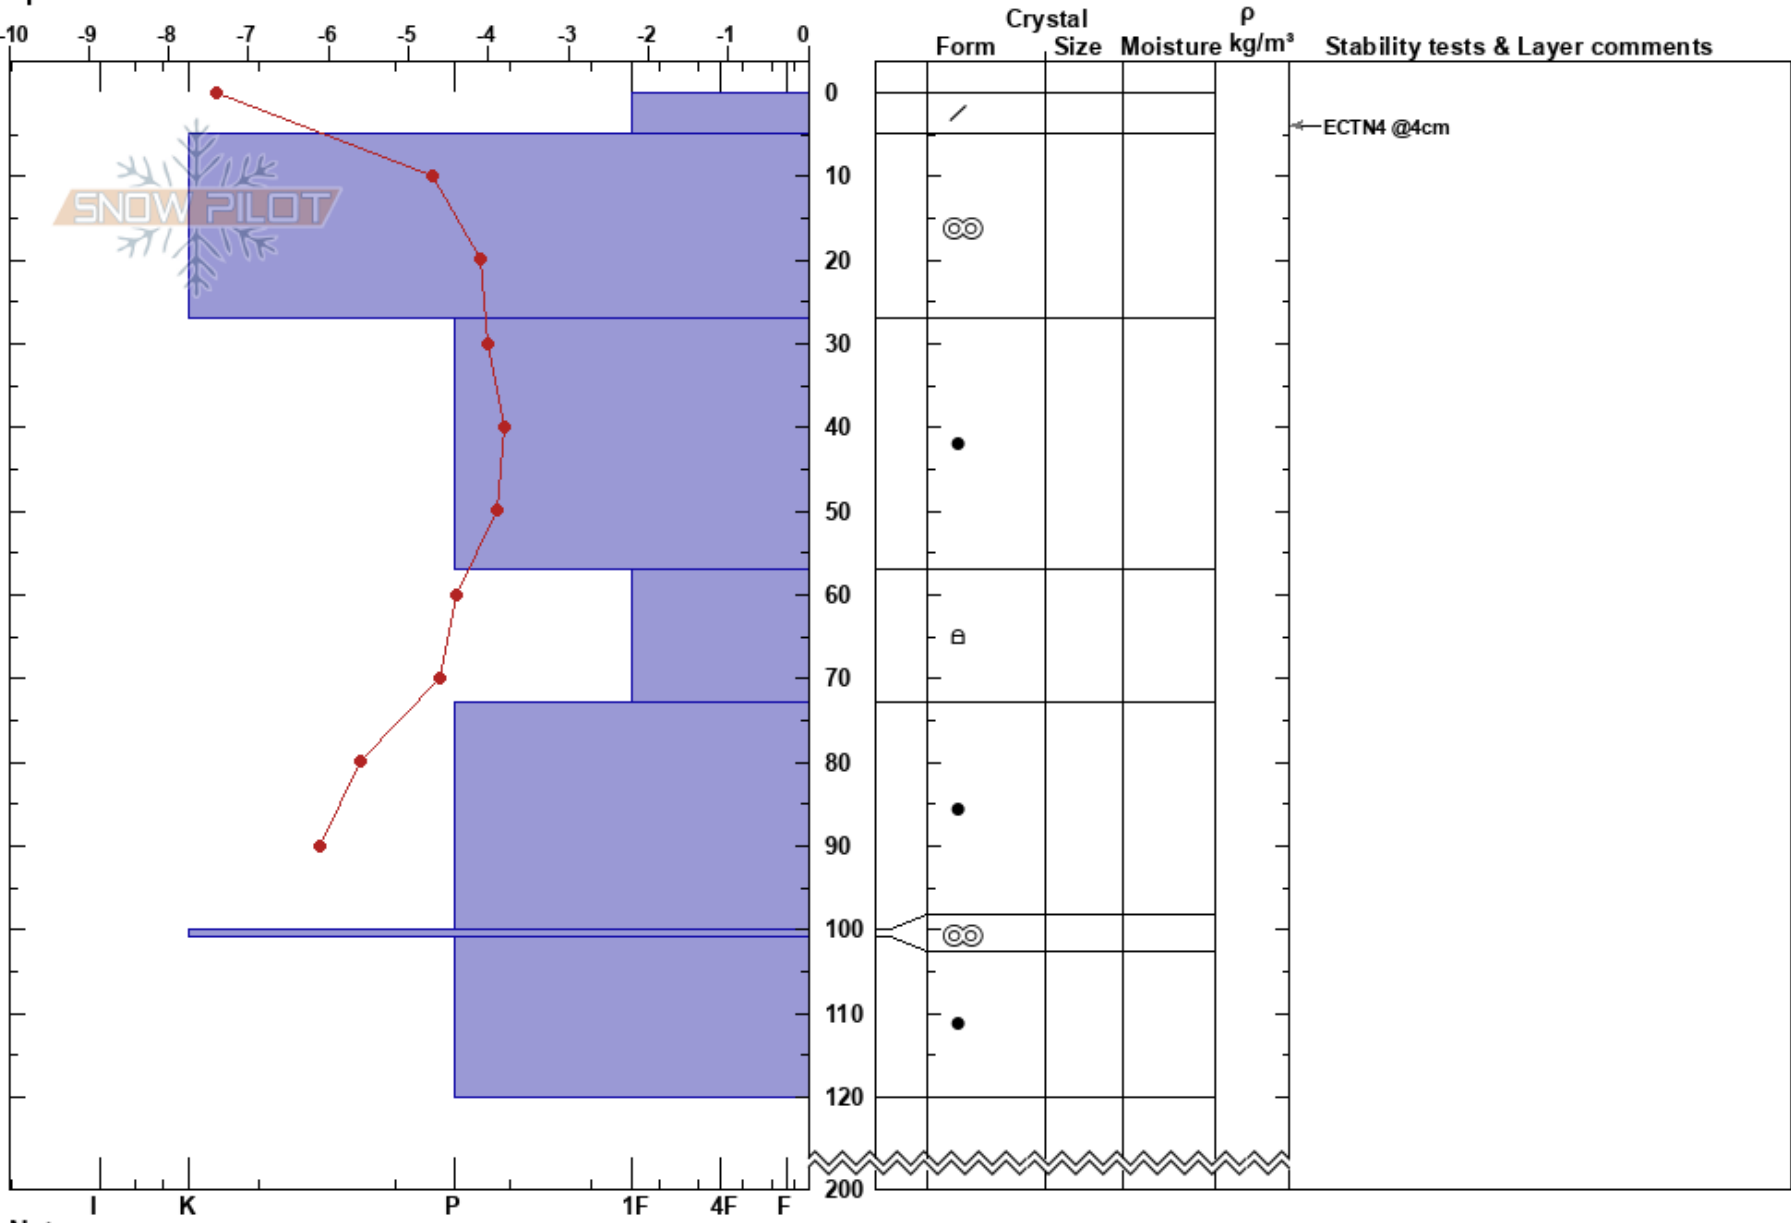 -10 -9 -8 -7 -6 -5 -4 -3 -2 -1 0
Crystal
ρ
Form Size Moisture kg/m³ Stability tests & Layer comments
0
ECTN4 @4cm
10
SNOW PILOT
20
30
40
50
60
70
80
90
100
110
120
200
I K P 1F 4F F